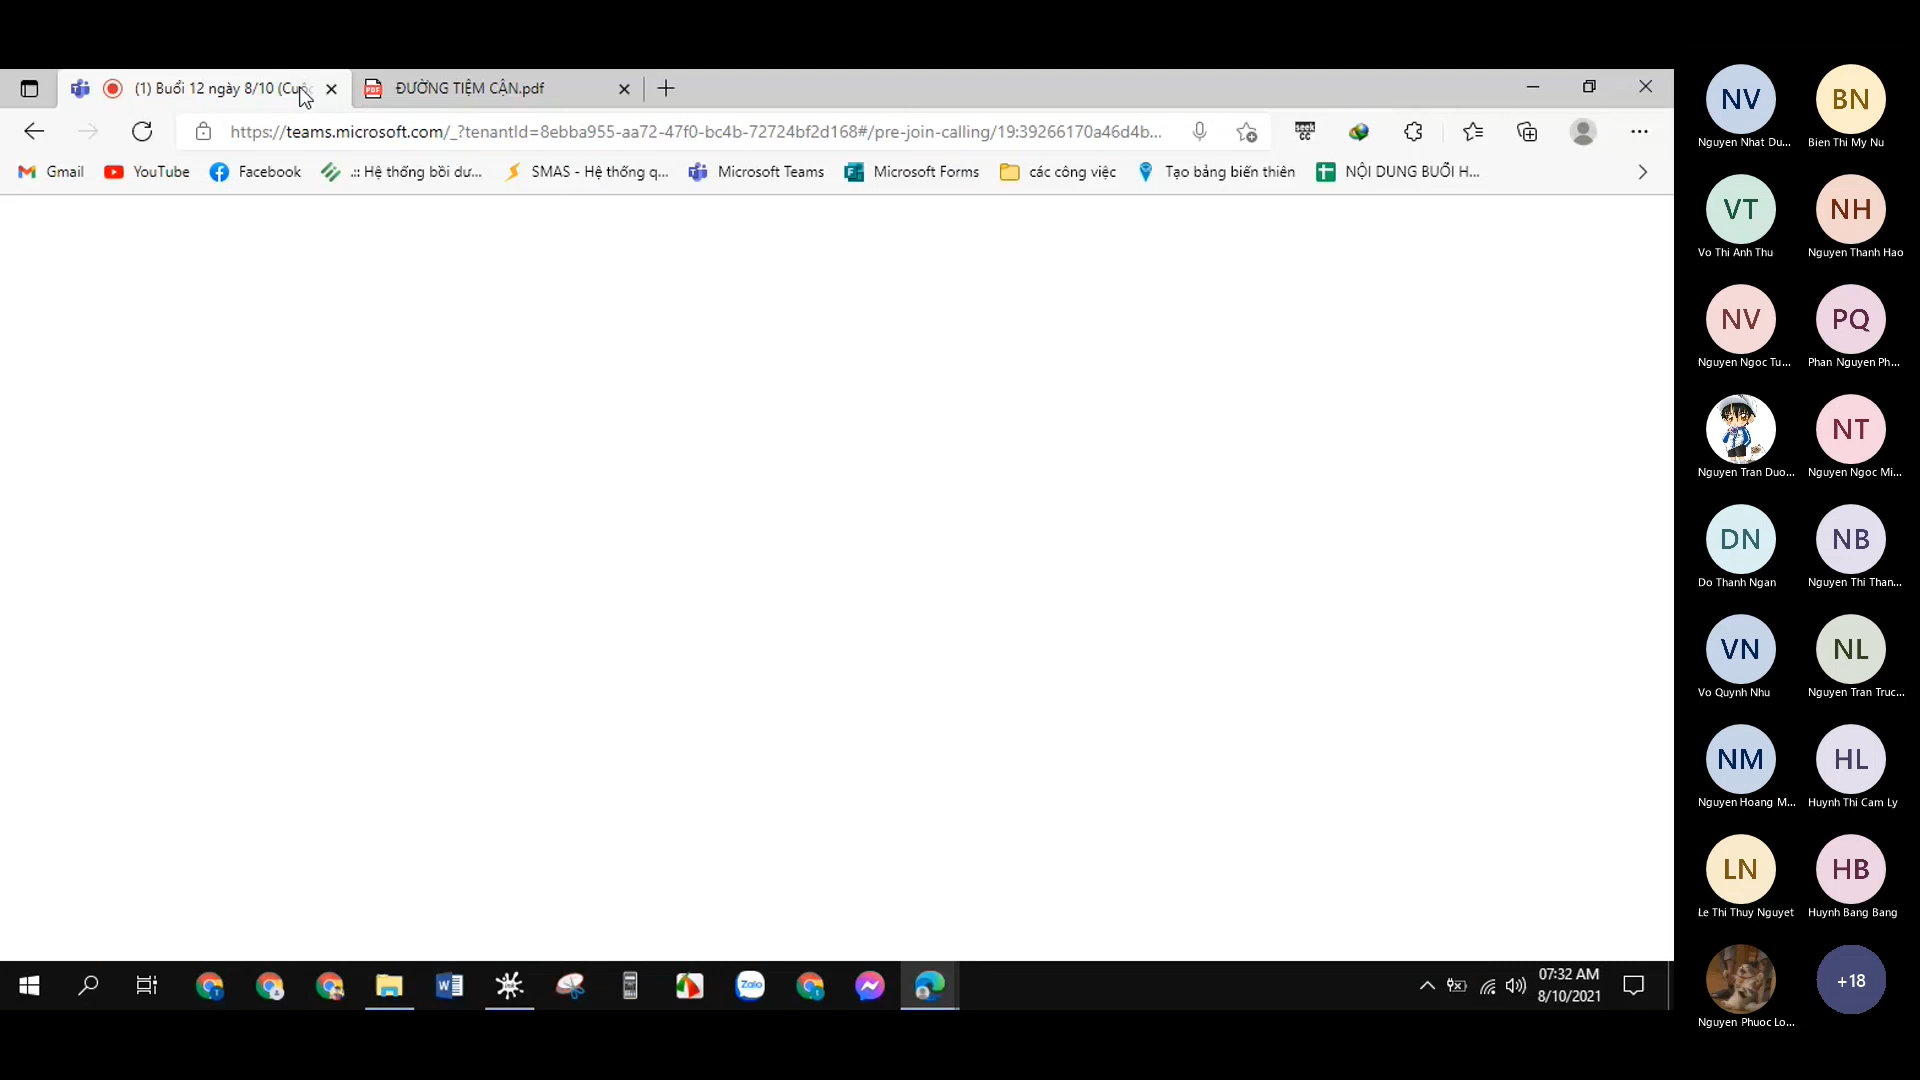 (1) Buổi 12 ngày 8/10 (Cuộc
ĐƯỜNG TIỆM CẬN.pdf
https://teams.microsoft.com/_?tenantId=8ebba955-aa72-47f0-bc4b-72724bf2d168#/pre-join-calling/19:39266170a46d4b...
Gmail
YouTube
Facebook
.:: Hệ thống bồi dư...
SMAS - Hệ thống q...
Microsoft Teams
Microsoft Forms
các công việc
Tạo bảng biến thiên
NỘI DUNG BUỔI H...
NV
BN
Nguyen Nhat Du...
Bien Thi My Nu
VT
NH
Vo Thi Anh Thu
Nguyen Thanh Hao
NV
PQ
Nguyen Ngoc Tu...
Phan Nguyen Ph...
NT
Nguyen Tran Duo...
Nguyen Ngoc Mi...
DN
NB
Do Thanh Ngan
Nguyen Thi Than...
VN
NL
Vo Quynh Nhu
Nguyen Tran Truc...
NM
HL
Nguyen Hoang M...
Huynh Thi Cam Ly
LN
HB
Le Thi Thuy Nguyet
Huynh Bang Bang
+18
Nguyen Phuoc Lo...
Zalo
07:32 AM
8/10/2021